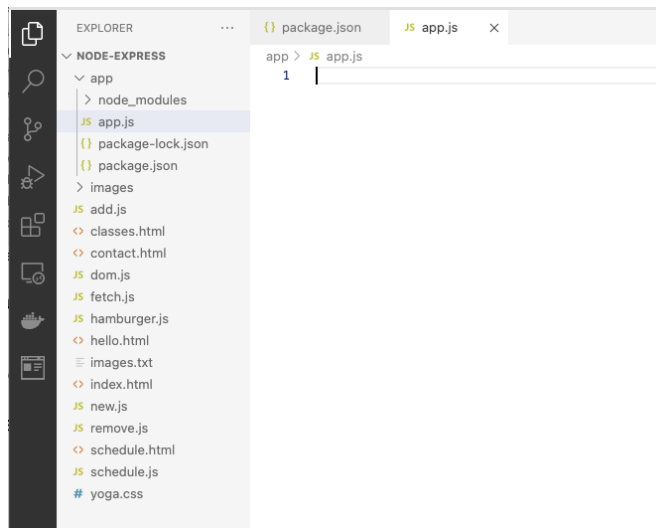 EXPLORER ...
{} package.json
JS app.js ×
NODE-EXPRESS
app > JS app.js
1
app
node_modules
JS app.js
{} package-lock.json
{} package.json
images
JS add.js
<> classes.html
<> contact.html
JS dom.js
JS fetch.js
JS hamburger.js
<> hello.html
images.txt
<> index.html
JS new.js
JS remove.js
<> schedule.html
JS schedule.js
# yoga.css